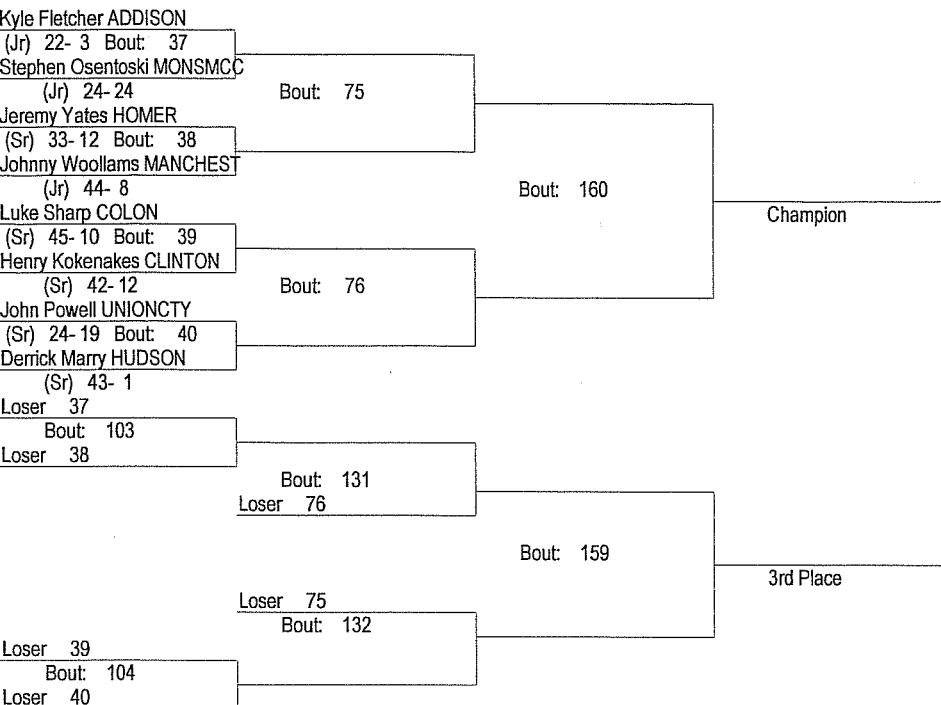 Kyle Fletcher ADDISON
(Jr) 22- 3 Bout: 37
Stephen Osentoski MONSMCC
(Jr) 24- 24
Bout: 75
Jeremy Yates HOMER
(Sr) 33- 12 Bout: 38
Johnny Woollams MANCHEST
(Jr) 44- 8
Bout: 160
Champion
Luke Sharp COLON
(Sr) 45- 10 Bout: 39
Henry Kokenakes CLINTON
(Sr) 42- 12
Bout: 76
John Powell UNIONCTY
(Sr) 24- 19 Bout: 40
Derrick Marry HUDSON
(Sr) 43- 1
Loser 37
Bout: 103
Loser 38
Bout: 131
Loser 76
Bout: 159
3rd Place
Loser 75
Bout: 132
Loser 39
Bout: 104
Loser 40